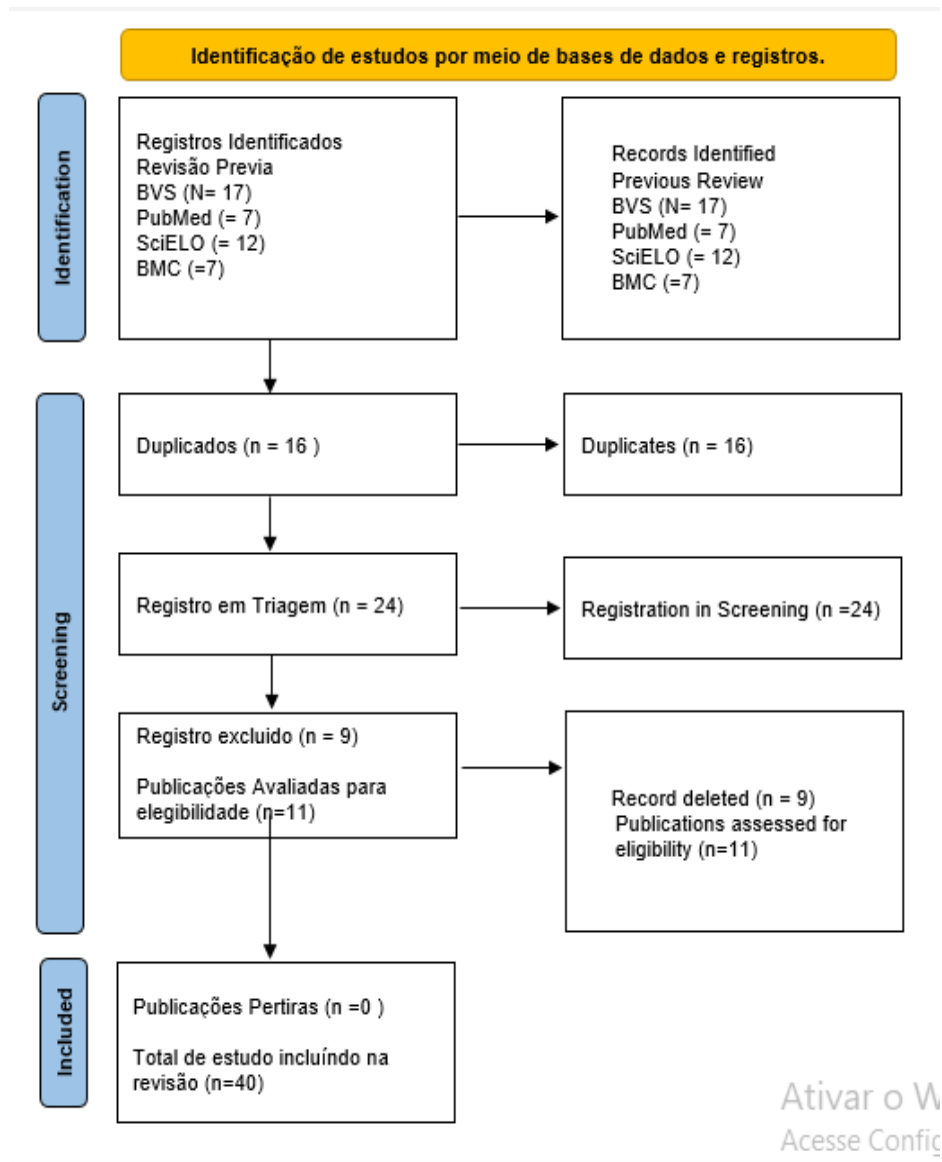 Identificação de estudos por meio de bases de dados e registros.
Identification
Registros Identificados
Revisão Previa
BVS (N= 17)
PubMed (= 7)
SciELO (= 12)
BMC (=7)
Records Identified
Previous Review
BVS (N= 17)
PubMed (= 7)
SciELO (= 12)
BMC (=7)
Screening
Duplicados (n = 16 )
Duplicates (n = 16)
Registro em Triagem (n = 24)
Registration in Screening (n =24)
Registro excluido (n = 9)
Publicações Avaliadas para
elegibilidade (n=11)
Record deleted (n = 9)
Publications assessed for
eligibility (n=11)
Included
Publicações Pertiras (n =0 )
Total de estudo incluíndo na
revisão (n=40)
Ativar o W
Acesse Config